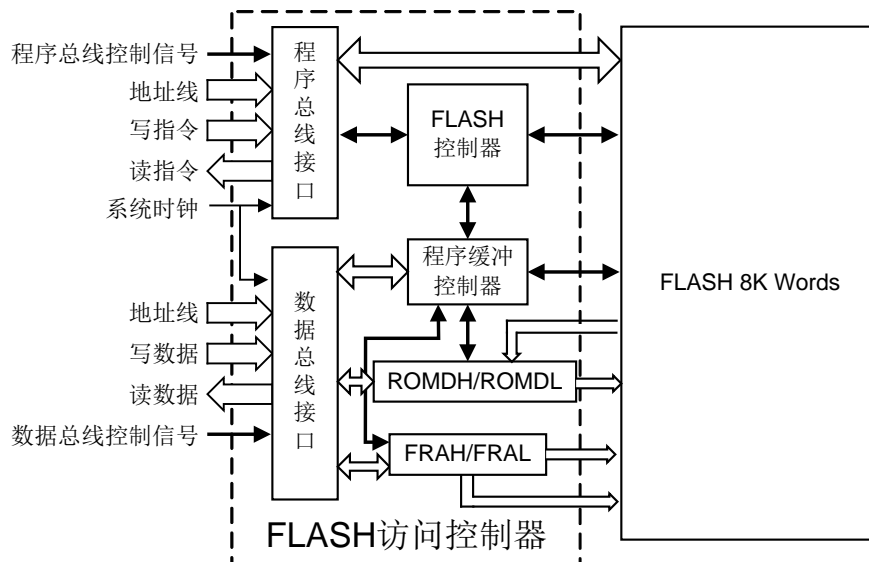 程序总线控制信号
地址线
写指令
读指令
系统时钟
程序总线接口
FLASH
控制器
程序缓冲
控制器
FLASH 8K Words
地址线
写数据
读数据
数据总线控制信号
数据总线接口
ROMDH/ROMDL
FRAH/FRAL
FLASH访问控制器